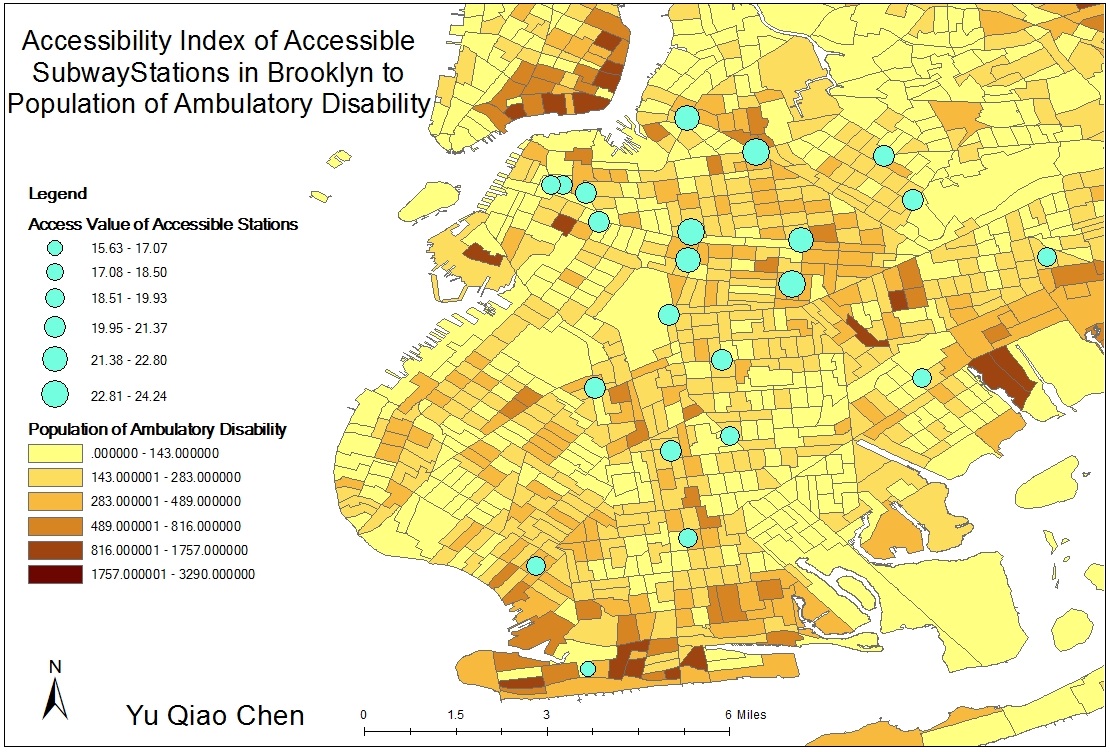 Accessibility Index of Accessible
SubwayStations in Brooklyn to
Population of Ambulatory Disability
Legend
Access Value of Accessible Stations
15.63 - 17.07
17.08 - 18.50
18.51 - 19.93
19.95 - 21.37
21.38 - 22.80
22.81 - 24.24
Population of Ambulatory Disability
.000000 - 143.000000
143.000001 - 283.000000
283.000001 - 489.000000
489.000001 - 816.000000
816.000001 - 1757.000000
1757.000001 - 3290.000000
N
Yu Qiao Chen
0 1.5 3 6 Miles